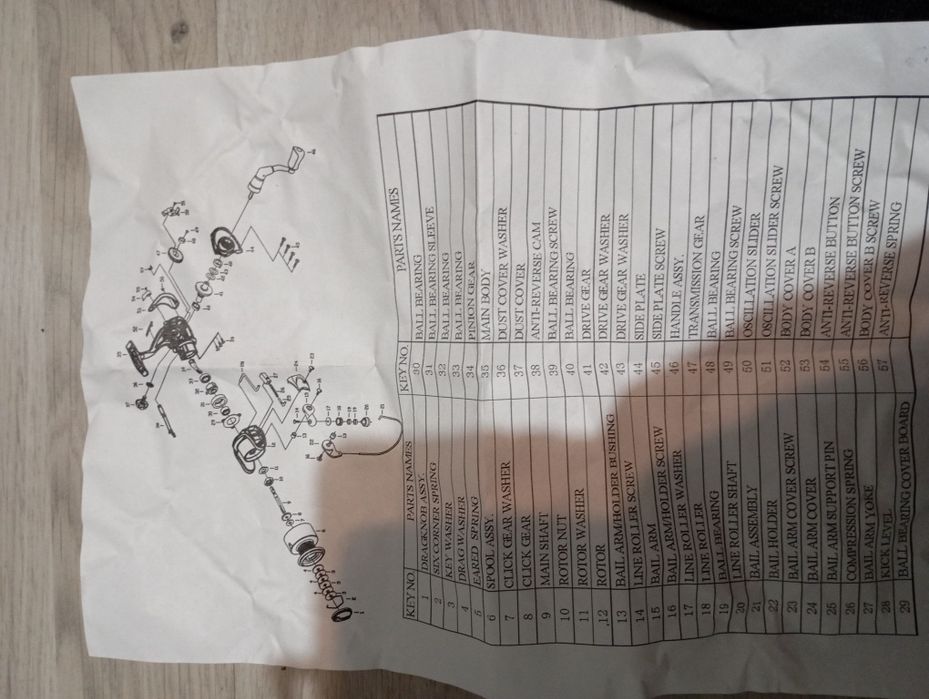 KEY NO. PARTS NAMES KEY NO. PARTS NAMES
1 DRAGKNOB ASSY. 30 BALL BEARING
2 SIX CORNER SPRING 31 BALL BEARING SLEEVE
3 KEY WASHER 32 BALL BEARING
4 DRAG WASHER 33 BALL BEARING
5 EARED SPRING 34 PINION GEAR
6 SPOOL ASSY. 35 MAIN BODY
7 CLICK GEAR WASHER 36 DUST COVER WASHER
8 CLICK GEAR 37 DUST COVER
9 MAIN SHAFT 38 ANTI-REVERSE CAM
10 ROTOR NUT 39 BALL BEARING SCREW
11 ROTOR WASHER 40 BALL BEARING
12 ROTOR 41 DRIVE GEAR
13 BAIL ARM/HOLDER BUSHING 42 DRIVE GEAR WASHER
14 LINE ROLLER SCREW 43 DRIVE GEAR WASHER
15 BAIL ARM 44 SIDE PLATE
16 BAIL ARM/HOLDER SCREW 45 SIDE PLATE SCREW
17 LINE ROLLER WASHER 46 HANDLE ASSY.
18 LINE ROLLER 47 TRANSMISSION GEAR
19 BALL BEARING 48 BALL BEARING
20 LINE ROLLER SHAFT 49 BALL BEARING SCREW
21 BAIL ASSEMBLY 50 OSCILLATION SLIDER
22 BAIL HOLDER 51 OSCILLATION SLIDER SCREW
23 BAIL ARM COVER SCREW 52 BODY COVER A
24 BAIL ARM COVER 53 BODY COVER B
25 BAIL ARM SUPPORT PIN 54 ANTI-REVERSE BUTTON
26 COMPRESSION SPRING 55 ANTI-REVERSE BUTTON SCREW
27 BAIL ARM YOKE 56 BODY COVER B SCREW
28 KICK LEVEL 57 ANTI-REVERSE SPRING
29 BALL BEARING COVER BOARD